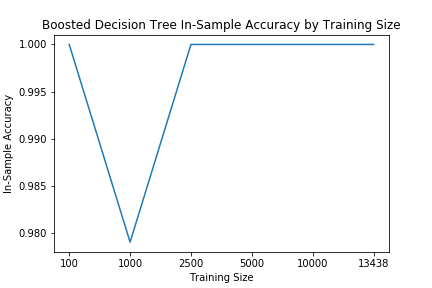 Boosted Decision Tree In-Sample Accuracy by Training Size
1.000
0.995
0.990
0.985
0.980
In-Sample Accuracy
100 1000 2500 5000 10000 13438
Training Size